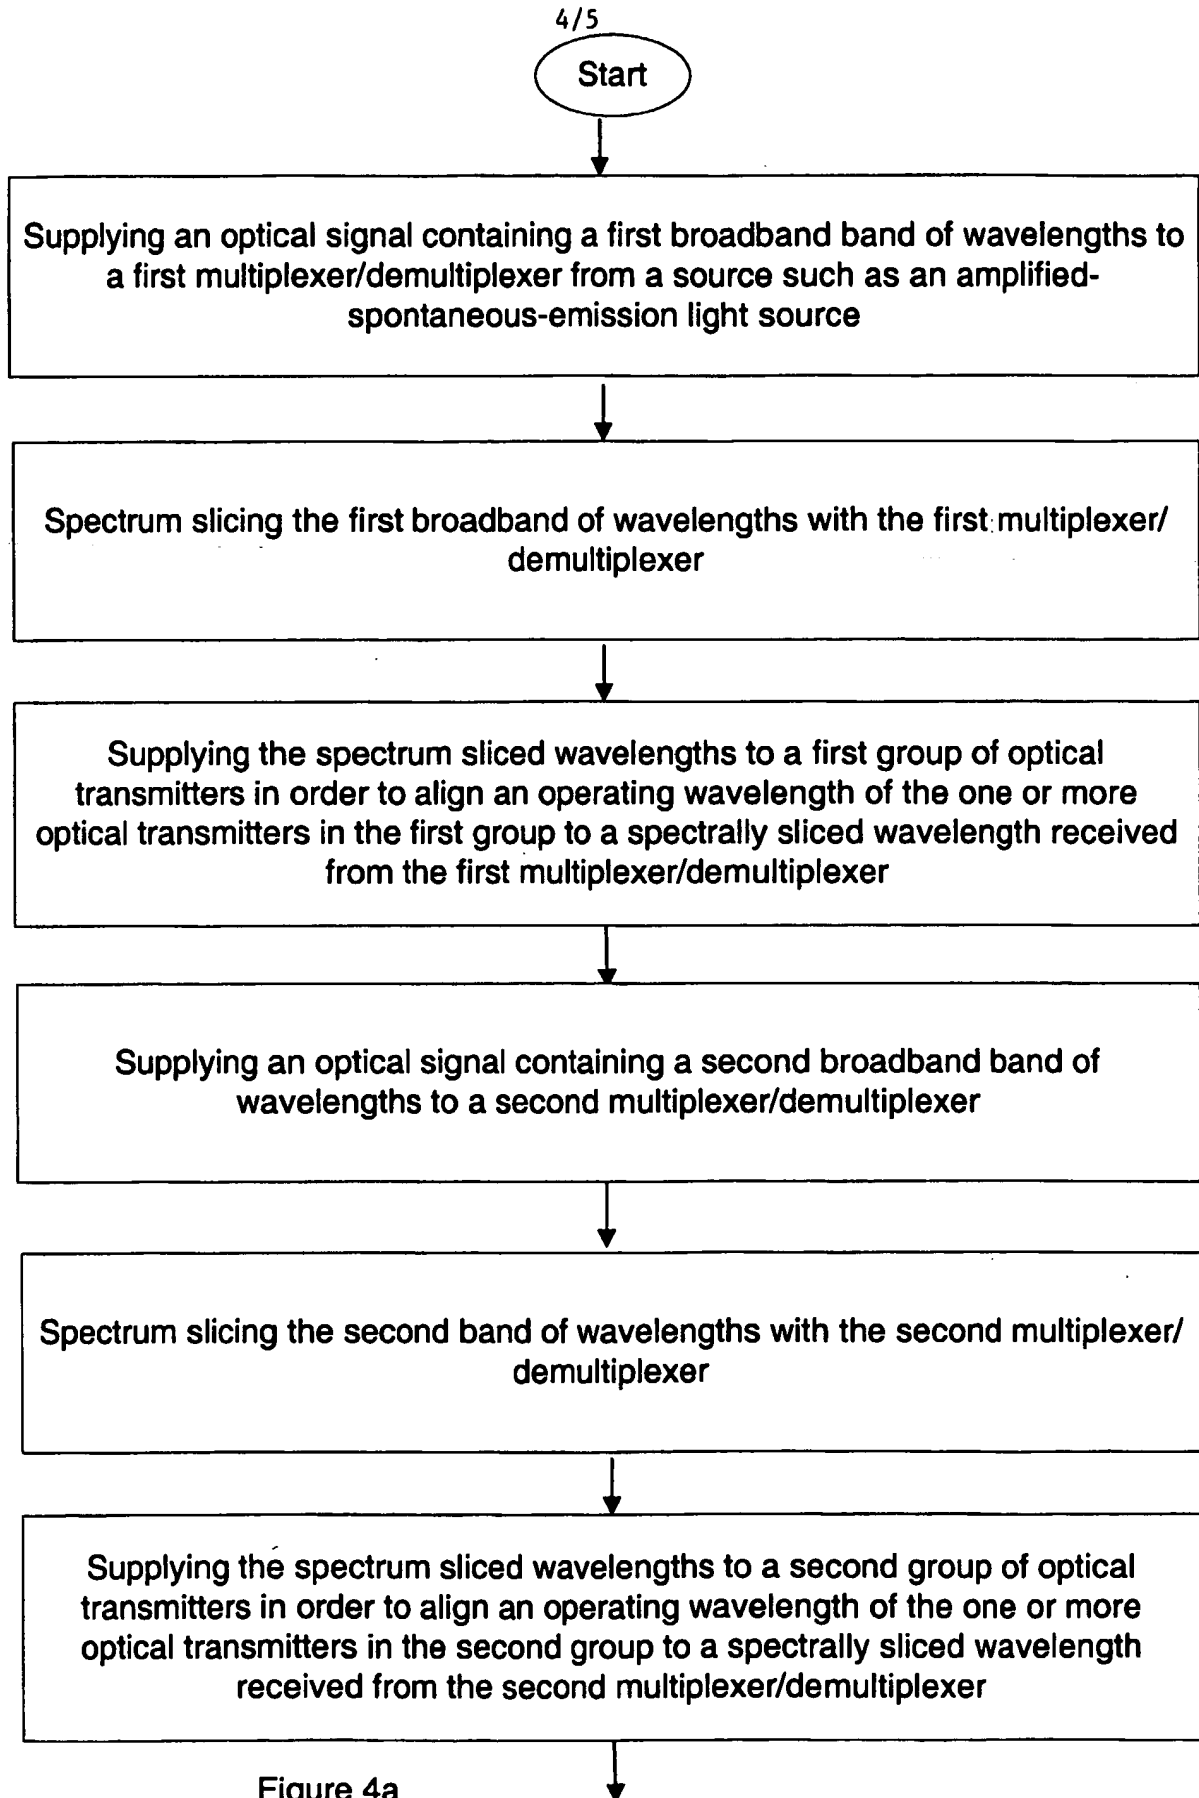 4/5
Start
Supplying an optical signal containing a first broadband band of wavelengths to
a first multiplexer/demultiplexer from a source such as an amplified-
spontaneous-emission light source
Spectrum slicing the first broadband of wavelengths with the first multiplexer/
demultiplexer
Supplying the spectrum sliced wavelengths to a first group of optical
transmitters in order to align an operating wavelength of the one or more
optical transmitters in the first group to a spectrally sliced wavelength received
from the first multiplexer/demultiplexer
Supplying an optical signal containing a second broadband band of
wavelengths to a second multiplexer/demultiplexer
Spectrum slicing the second band of wavelengths with the second multiplexer/
demultiplexer
Supplying the spectrum sliced wavelengths to a second group of optical
transmitters in order to align an operating wavelength of the one or more
optical transmitters in the second group to a spectrally sliced wavelength
received from the second multiplexer/demultiplexer
Figure 4a